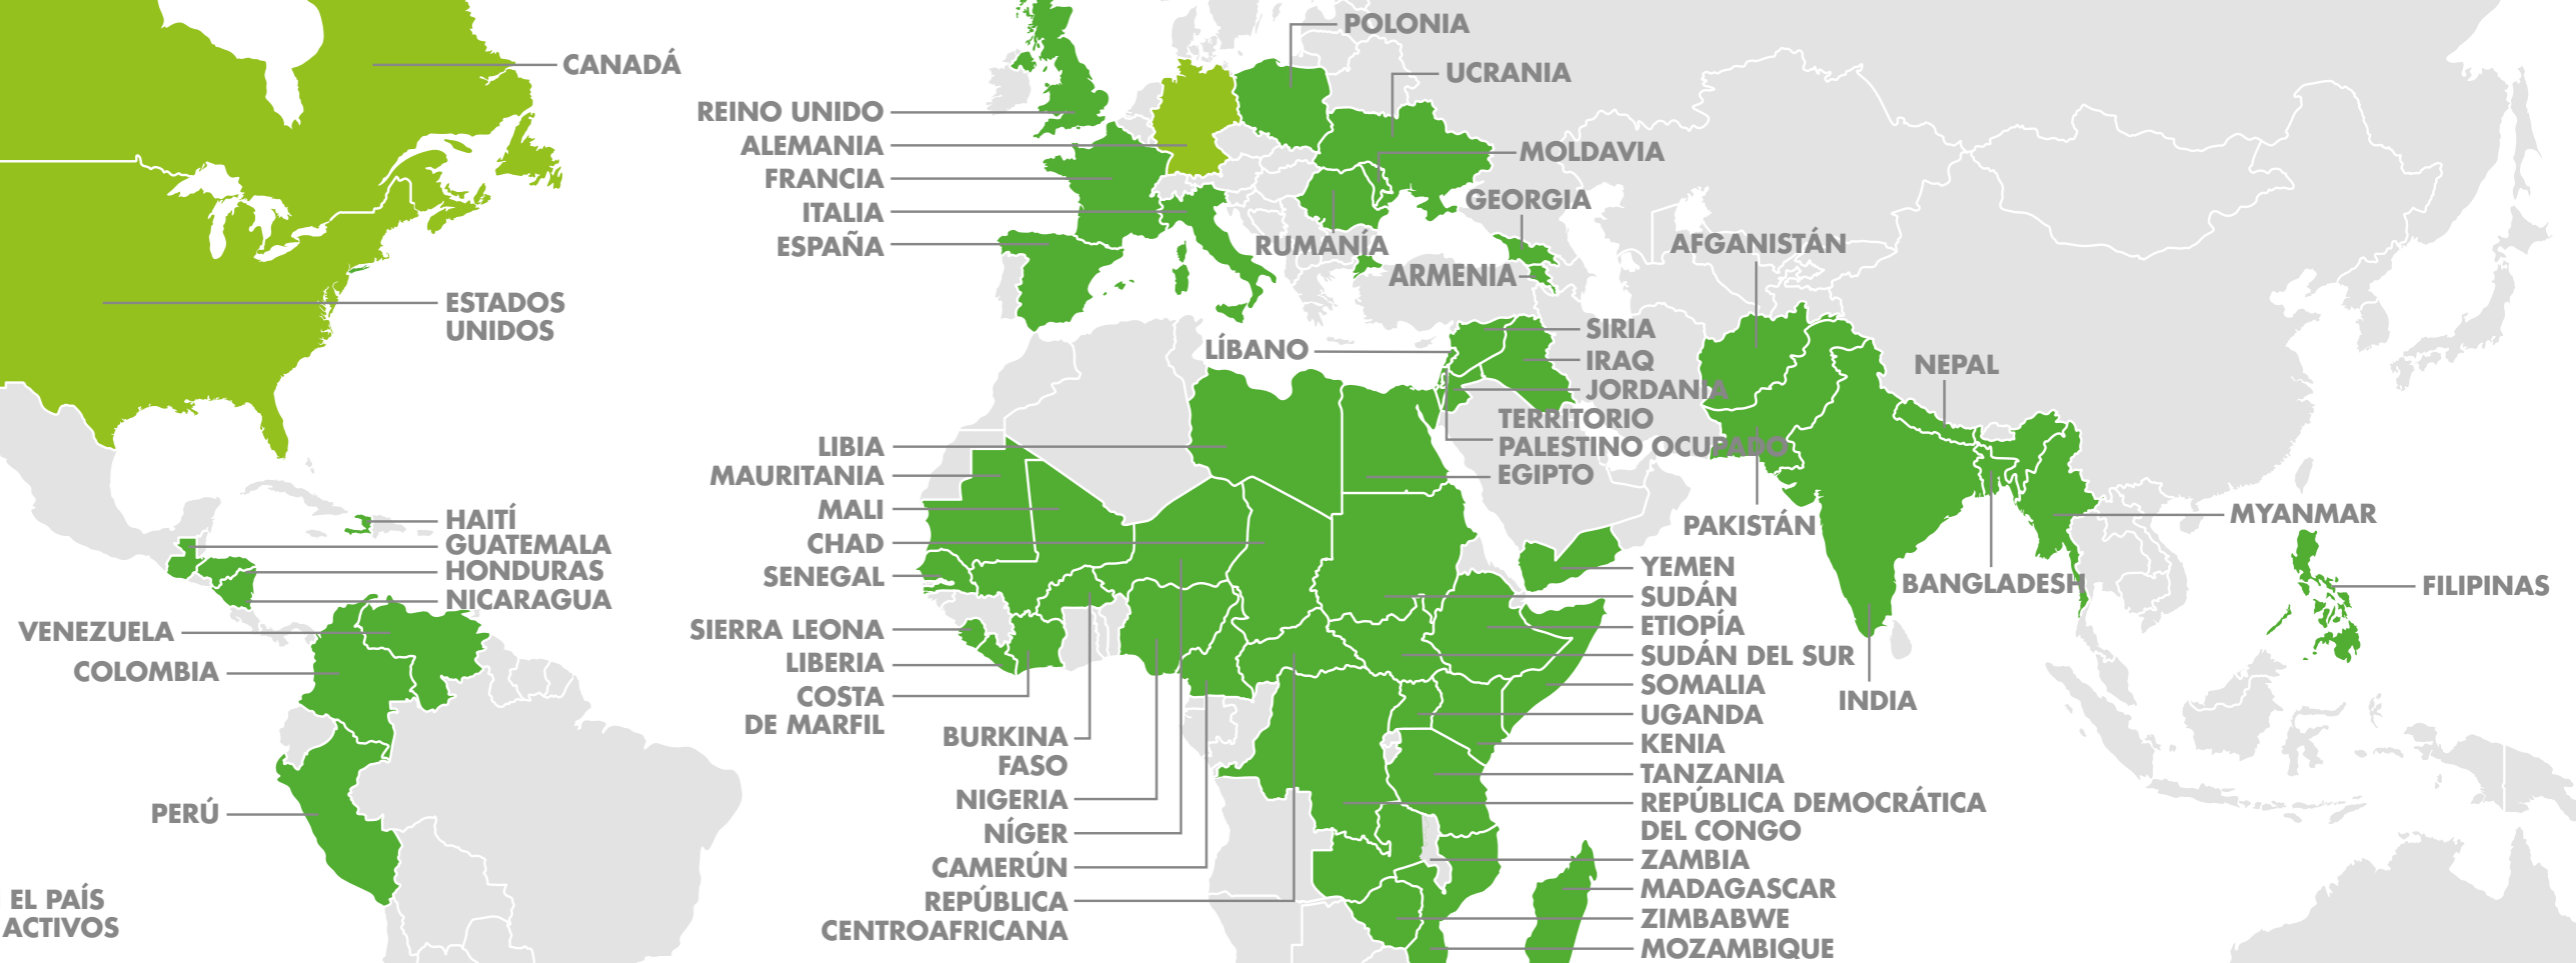 CANADÁ
ESTADOS
UNIDOS
HAITÍ
GUATEMALA
HONDURAS
NICARAGUA
VENEZUELA
COLOMBIA
PERÚ
EL PAÍS
ACTIVOS
REINO UNIDO
ALEMANIA
FRANCIA
ITALIA
ESPAÑA
POLONIA
UCRANIA
MOLDAVIA
GEORGIA
RUMANÍA
ARMENIA
AFGANISTÁN
SIRIA
LÍBANO
IRAQ
JORDANIA
TERRITORIO
PALESTINO OCUPADO
EGIPTO
NEPAL
PAKISTÁN
MYANMAR
BANGLADESH
FILIPINAS
INDIA
LIBIA
MAURITANIA
MALI
CHAD
SENEGAL
SIERRA LEONA
LIBERIA
COSTA
DE MARFIL
BURKINA
FASO
NIGERIA
NÍGER
CAMERÚN
REPÚBLICA
CENTROAFRICANA
YEMEN
SUDÁN
ETIOPÍA
SUDÁN DEL SUR
SOMALIA
UGANDA
KENIA
TANZANIA
REPÚBLICA DEMOCRÁTICA
DEL CONGO
ZAMBIA
MADAGASCAR
ZIMBABWE
MOZAMBIQUE